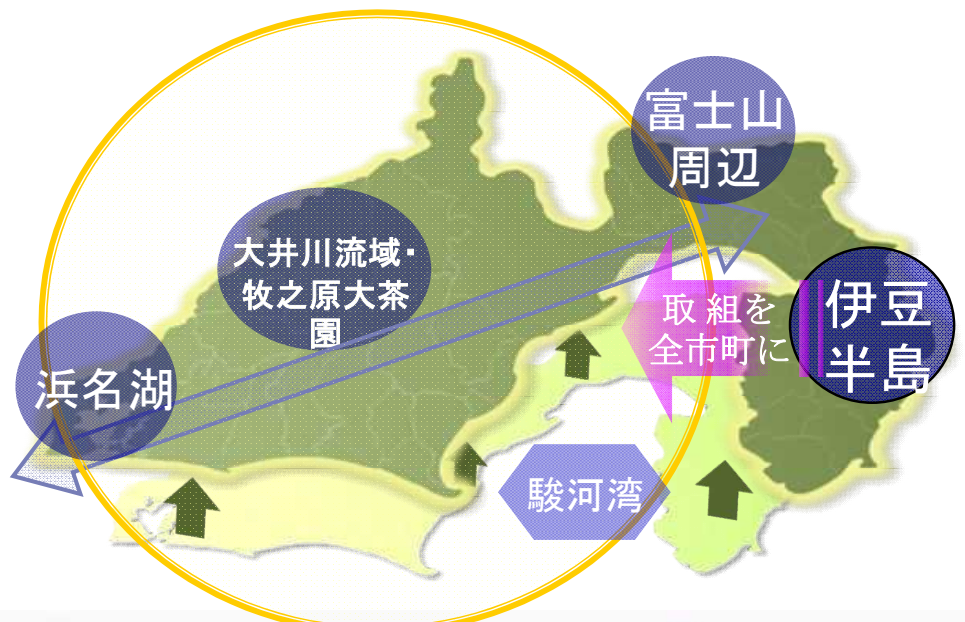 富士山
周辺
大井川流域・
牧之原大茶
園
取組を
全市町に
伊豆
半島
浜名湖
駿河湾